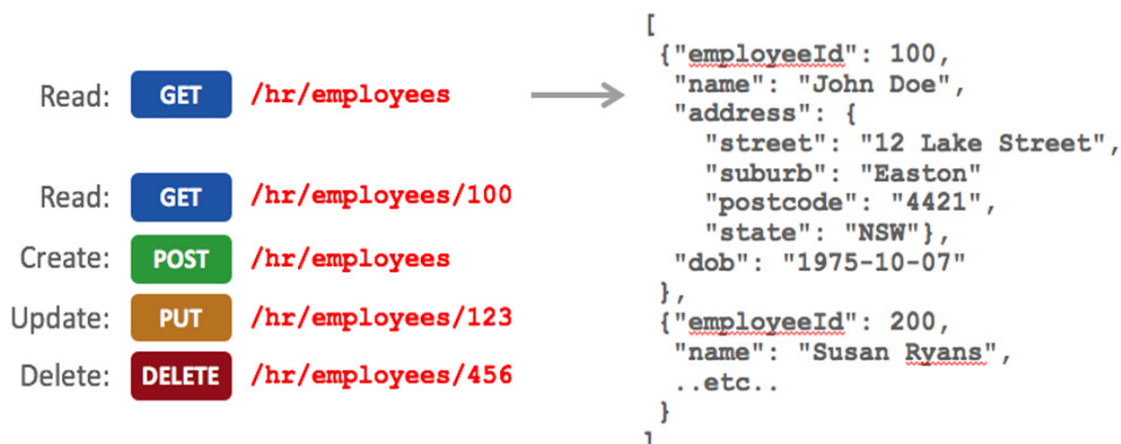 Read: GET /hr/employees
Read: GET /hr/employees/100
Create: POST /hr/employees
Update: PUT /hr/employees/123
Delete: DELETE /hr/employees/456
[
{"employeeId": 100,
"name": "John Doe",
"address": {
"street": "12 Lake Street",
"suburb": "Easton"
"postcode": "4421",
"state": "NSW"},
"dob": "1975-10-07"
},
{"employeeId": 200,
"name": "Susan Ryans",
..etc..
}
]